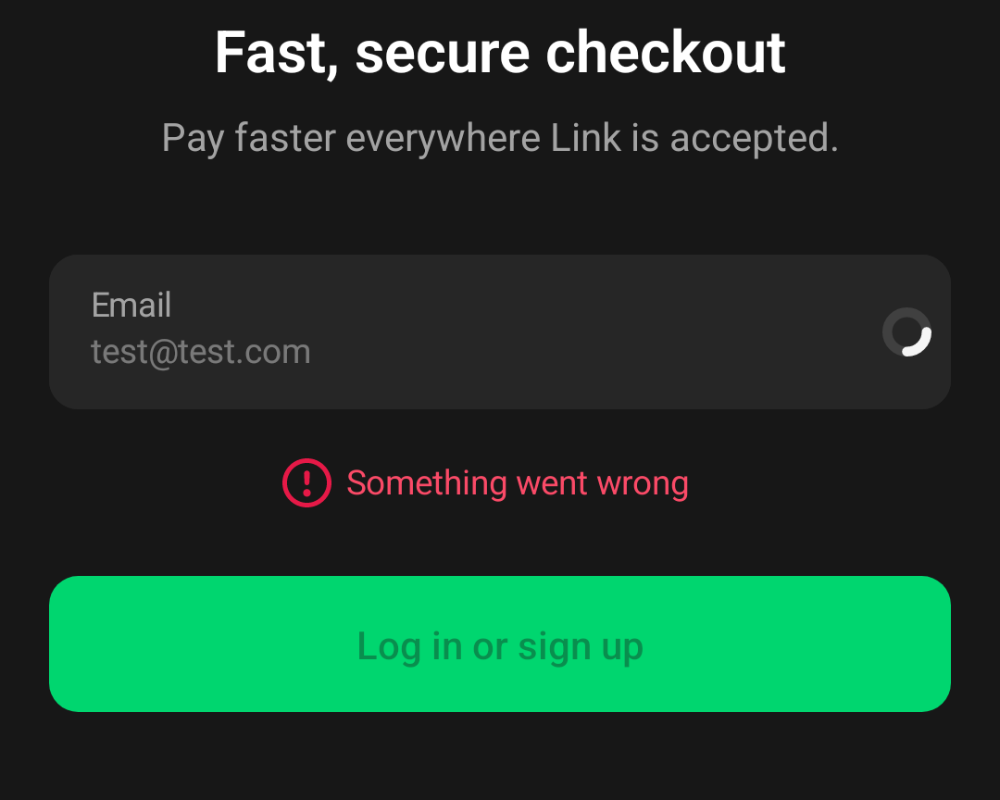 Fast, secure checkout
Pay faster everywhere Link is accepted.
Email
test@test.com
Something went wrong
Log in or sign up